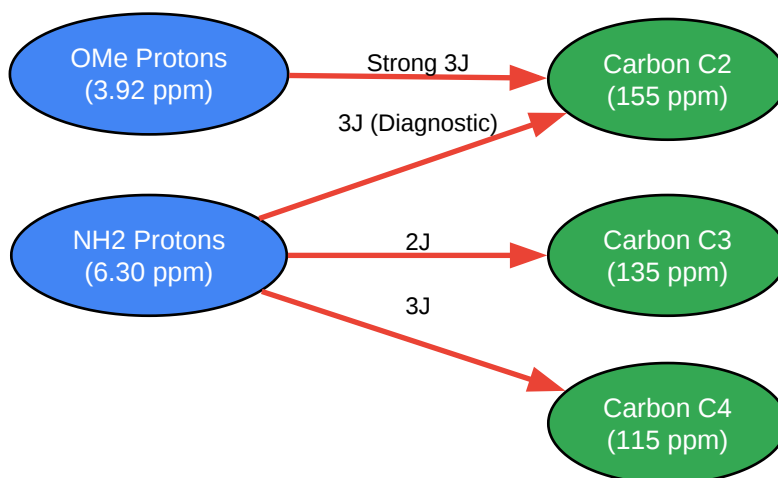 OMe Protons
(3.92 ppm)
Strong 3J
Carbon C2
(155 ppm)
3J (Diagnostic)
NH2 Protons
(6.30 ppm)
2J
Carbon C3
(135 ppm)
3J
Carbon C4
(115 ppm)